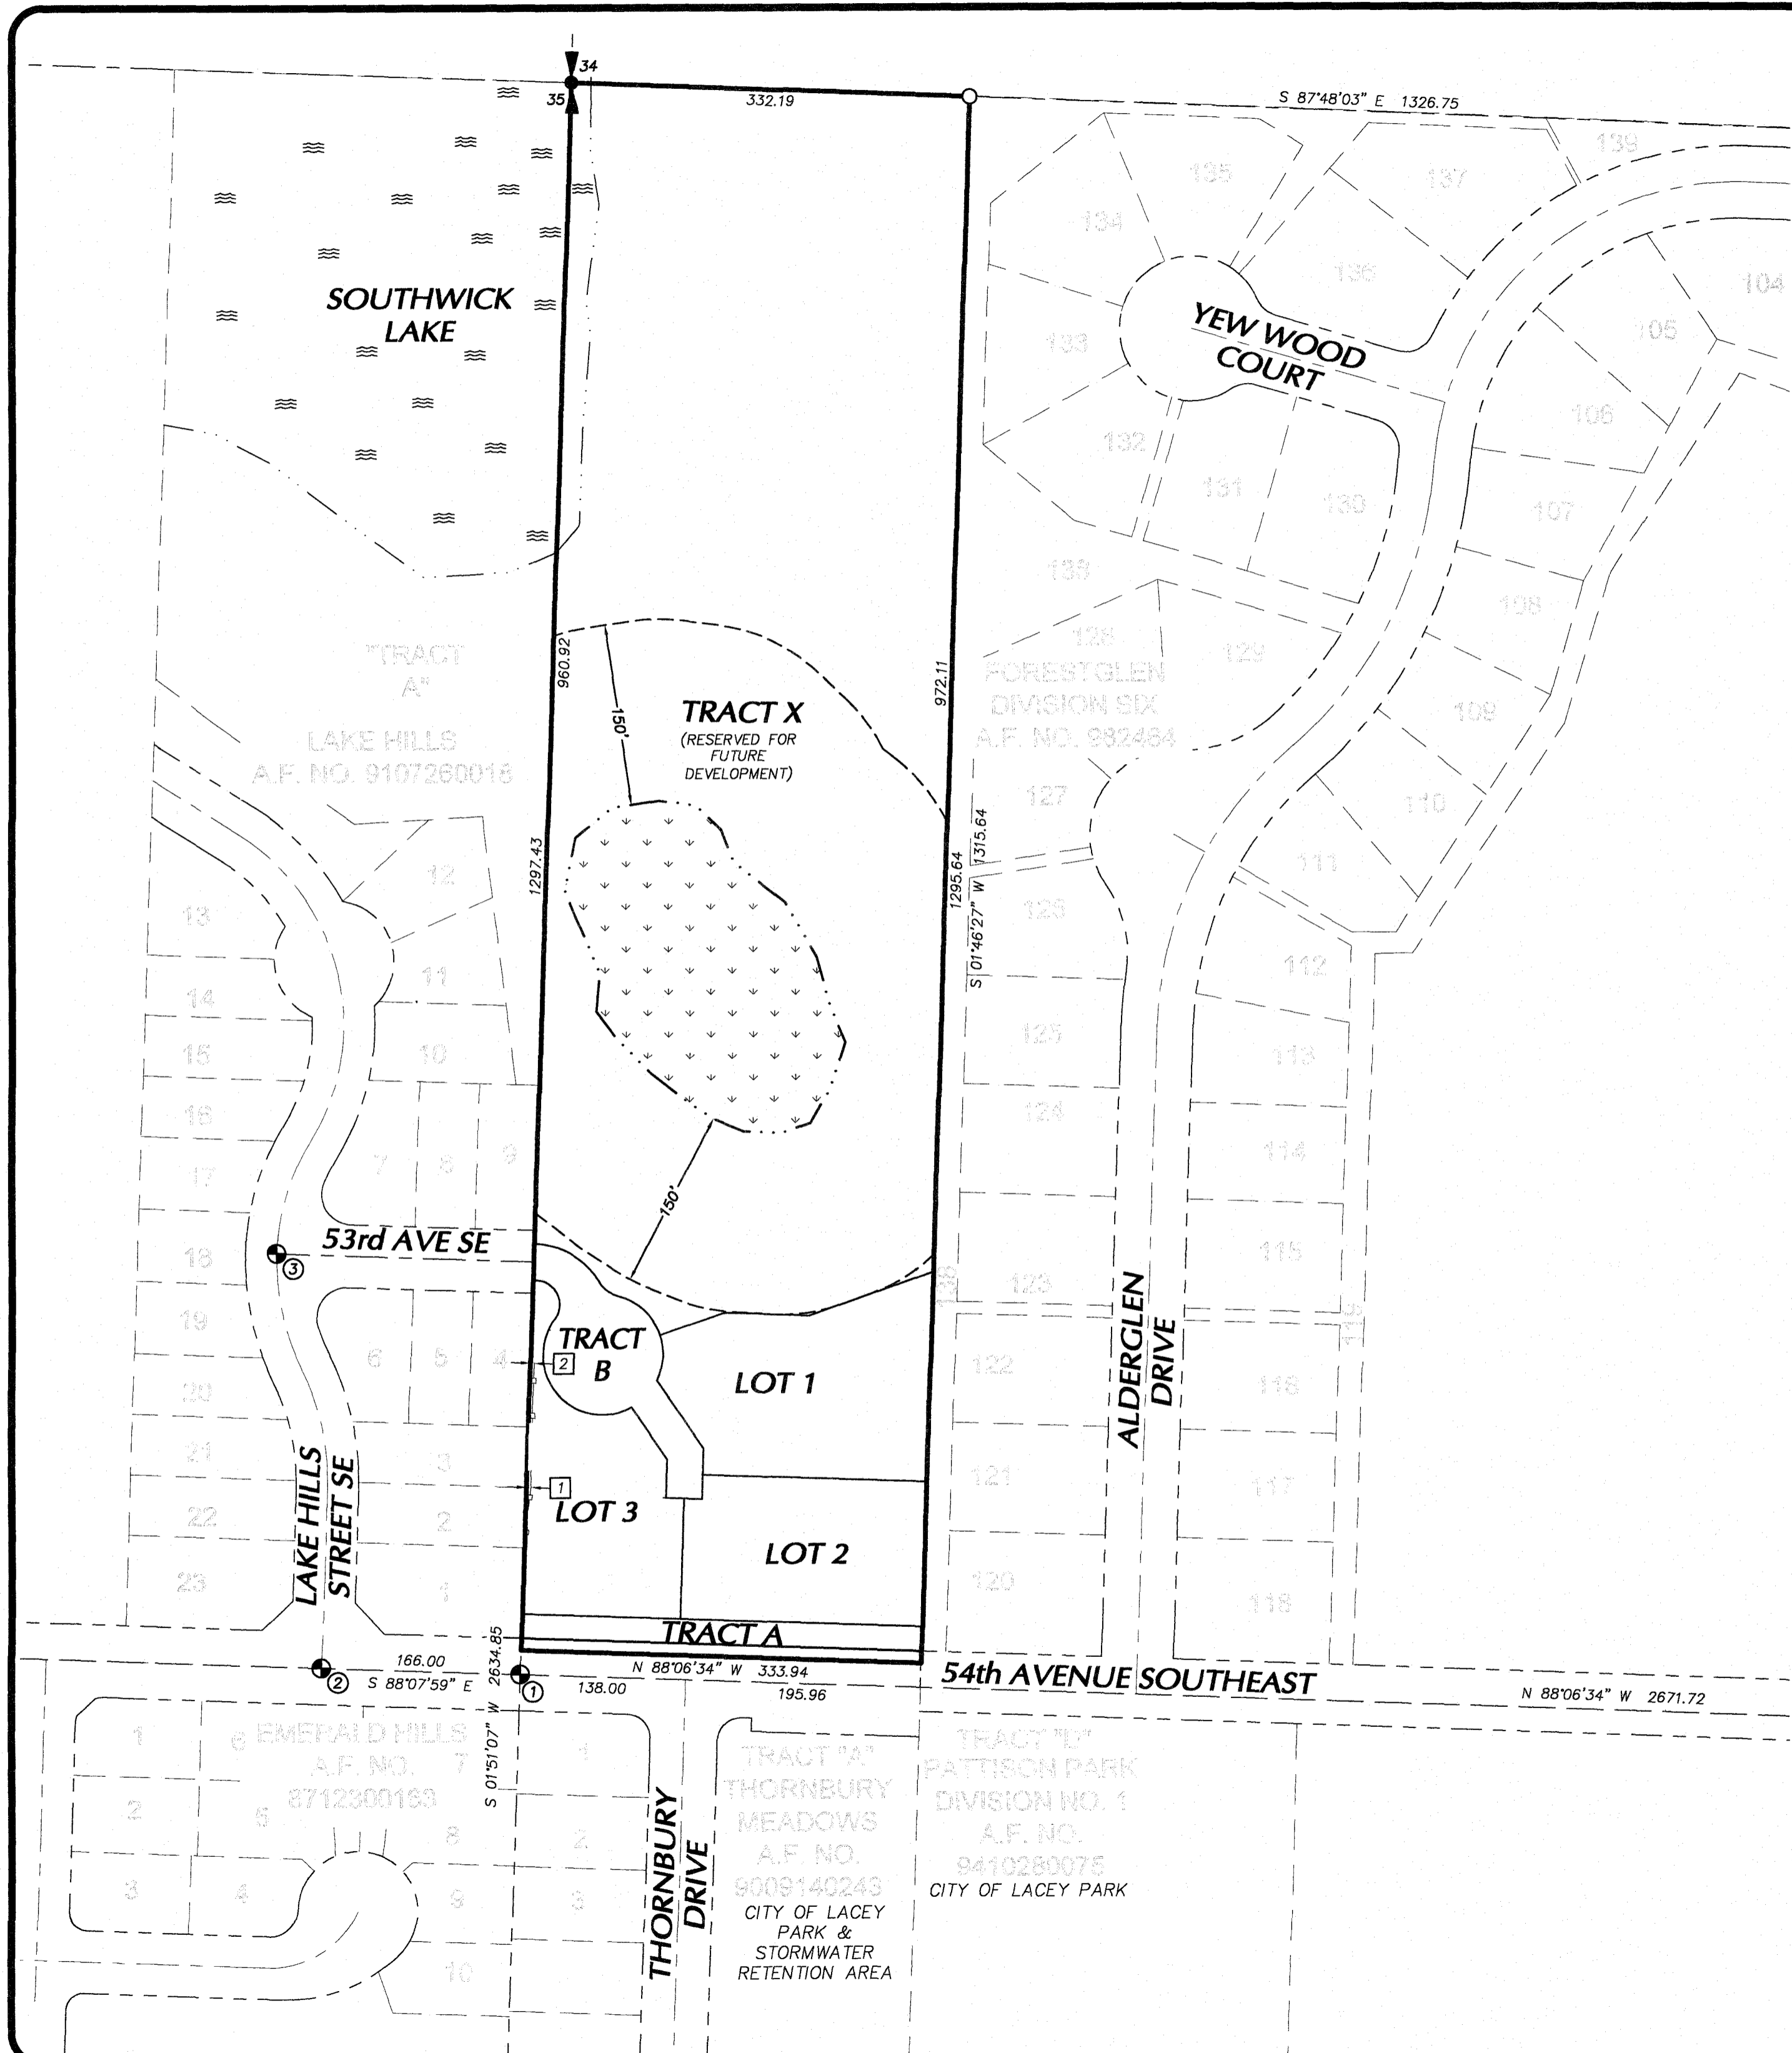 34
35
332.19
S 87°48'03" E 1326.75
SOUTHWICK
LAKE
139
135
137
134
136
104
YEW WOOD
COURT
133
105
106
132
131
130
107
138
108
128
129
"TRACT
A"
LAKE HILLS
A.F. NO. 9107260016
960.92
150'
TRACT X
(RESERVED FOR
FUTURE
DEVELOPMENT)
972.11
FORESTGLEN
DIVISION SIX
A.F. NO. 982464
109
127
110
1297.43
1295.64
S 01°46'27" W 1315.64
12
111
13
126
11
112
14
15
10
125
113
16
124
114
17
7
8
9
150'
53rd AVE SE
18
3
115
123
138
119
19
ALDERGLEN
DRIVE
TRACT
B
2
6
5
4
LOT 1
122
116
20
21
3
121
117
1
LOT 3
22
2
LAKE HILLS
STREET SE
LOT 2
23
1
120
118
TRACT A
166.00
S 88°07'59" E
2
1
S 01°51'07" W 2634.85
N 88°06'34" W 333.94
138.00
195.96
54th AVENUE SOUTHEAST
N 88°06'34" W 2671.72
1
6
EMERALD HILLS
A.F. NO.
8712300153
7
1
2
5
8
2
3
4
9
3
10
THORNBURY
DRIVE
TRACT "A"
THORNBURY
MEADOWS
A.F. NO.
9009140243
CITY OF LACEY
PARK &
STORMWATER
RETENTION AREA
TRACT "D"
PATTISON PARK
DIVISION NO. 1
A.F. NO.
9410280075
CITY OF LACEY PARK